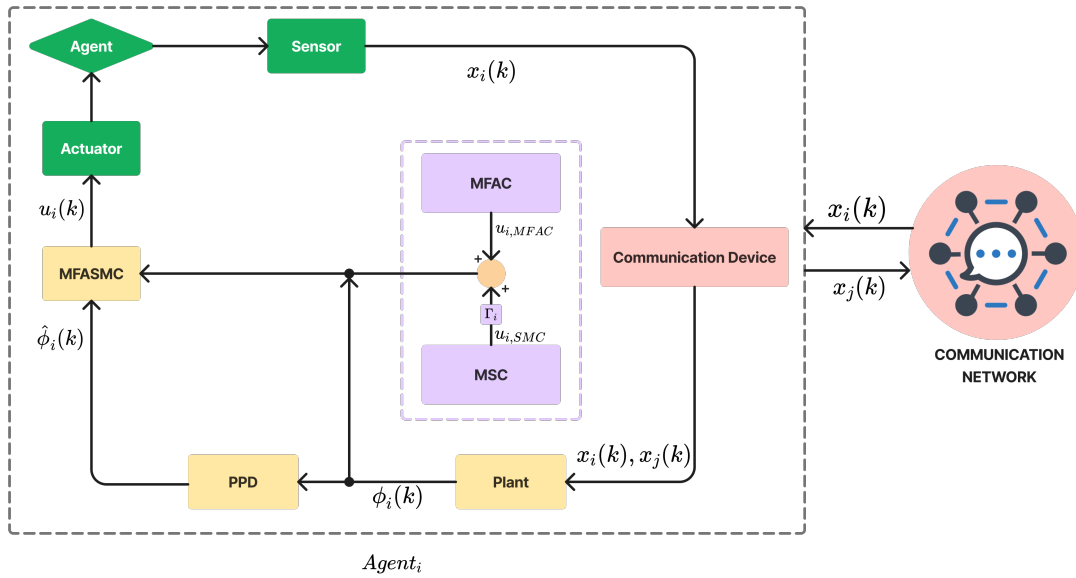 Agent
Sensor
x_i(k)
Actuator
MFAC
u_i(k)
u_{i,MFAC}
x_i(k)
+
MFASMC
Communication Device
+
x_j(k)
Γ_i
\hat{ϕ}_i(k)
u_{i,SMC}
MSC
COMMUNICATION
NETWORK
x_i(k), x_j(k)
PPD
ϕ_i(k)
Plant
Agent_i